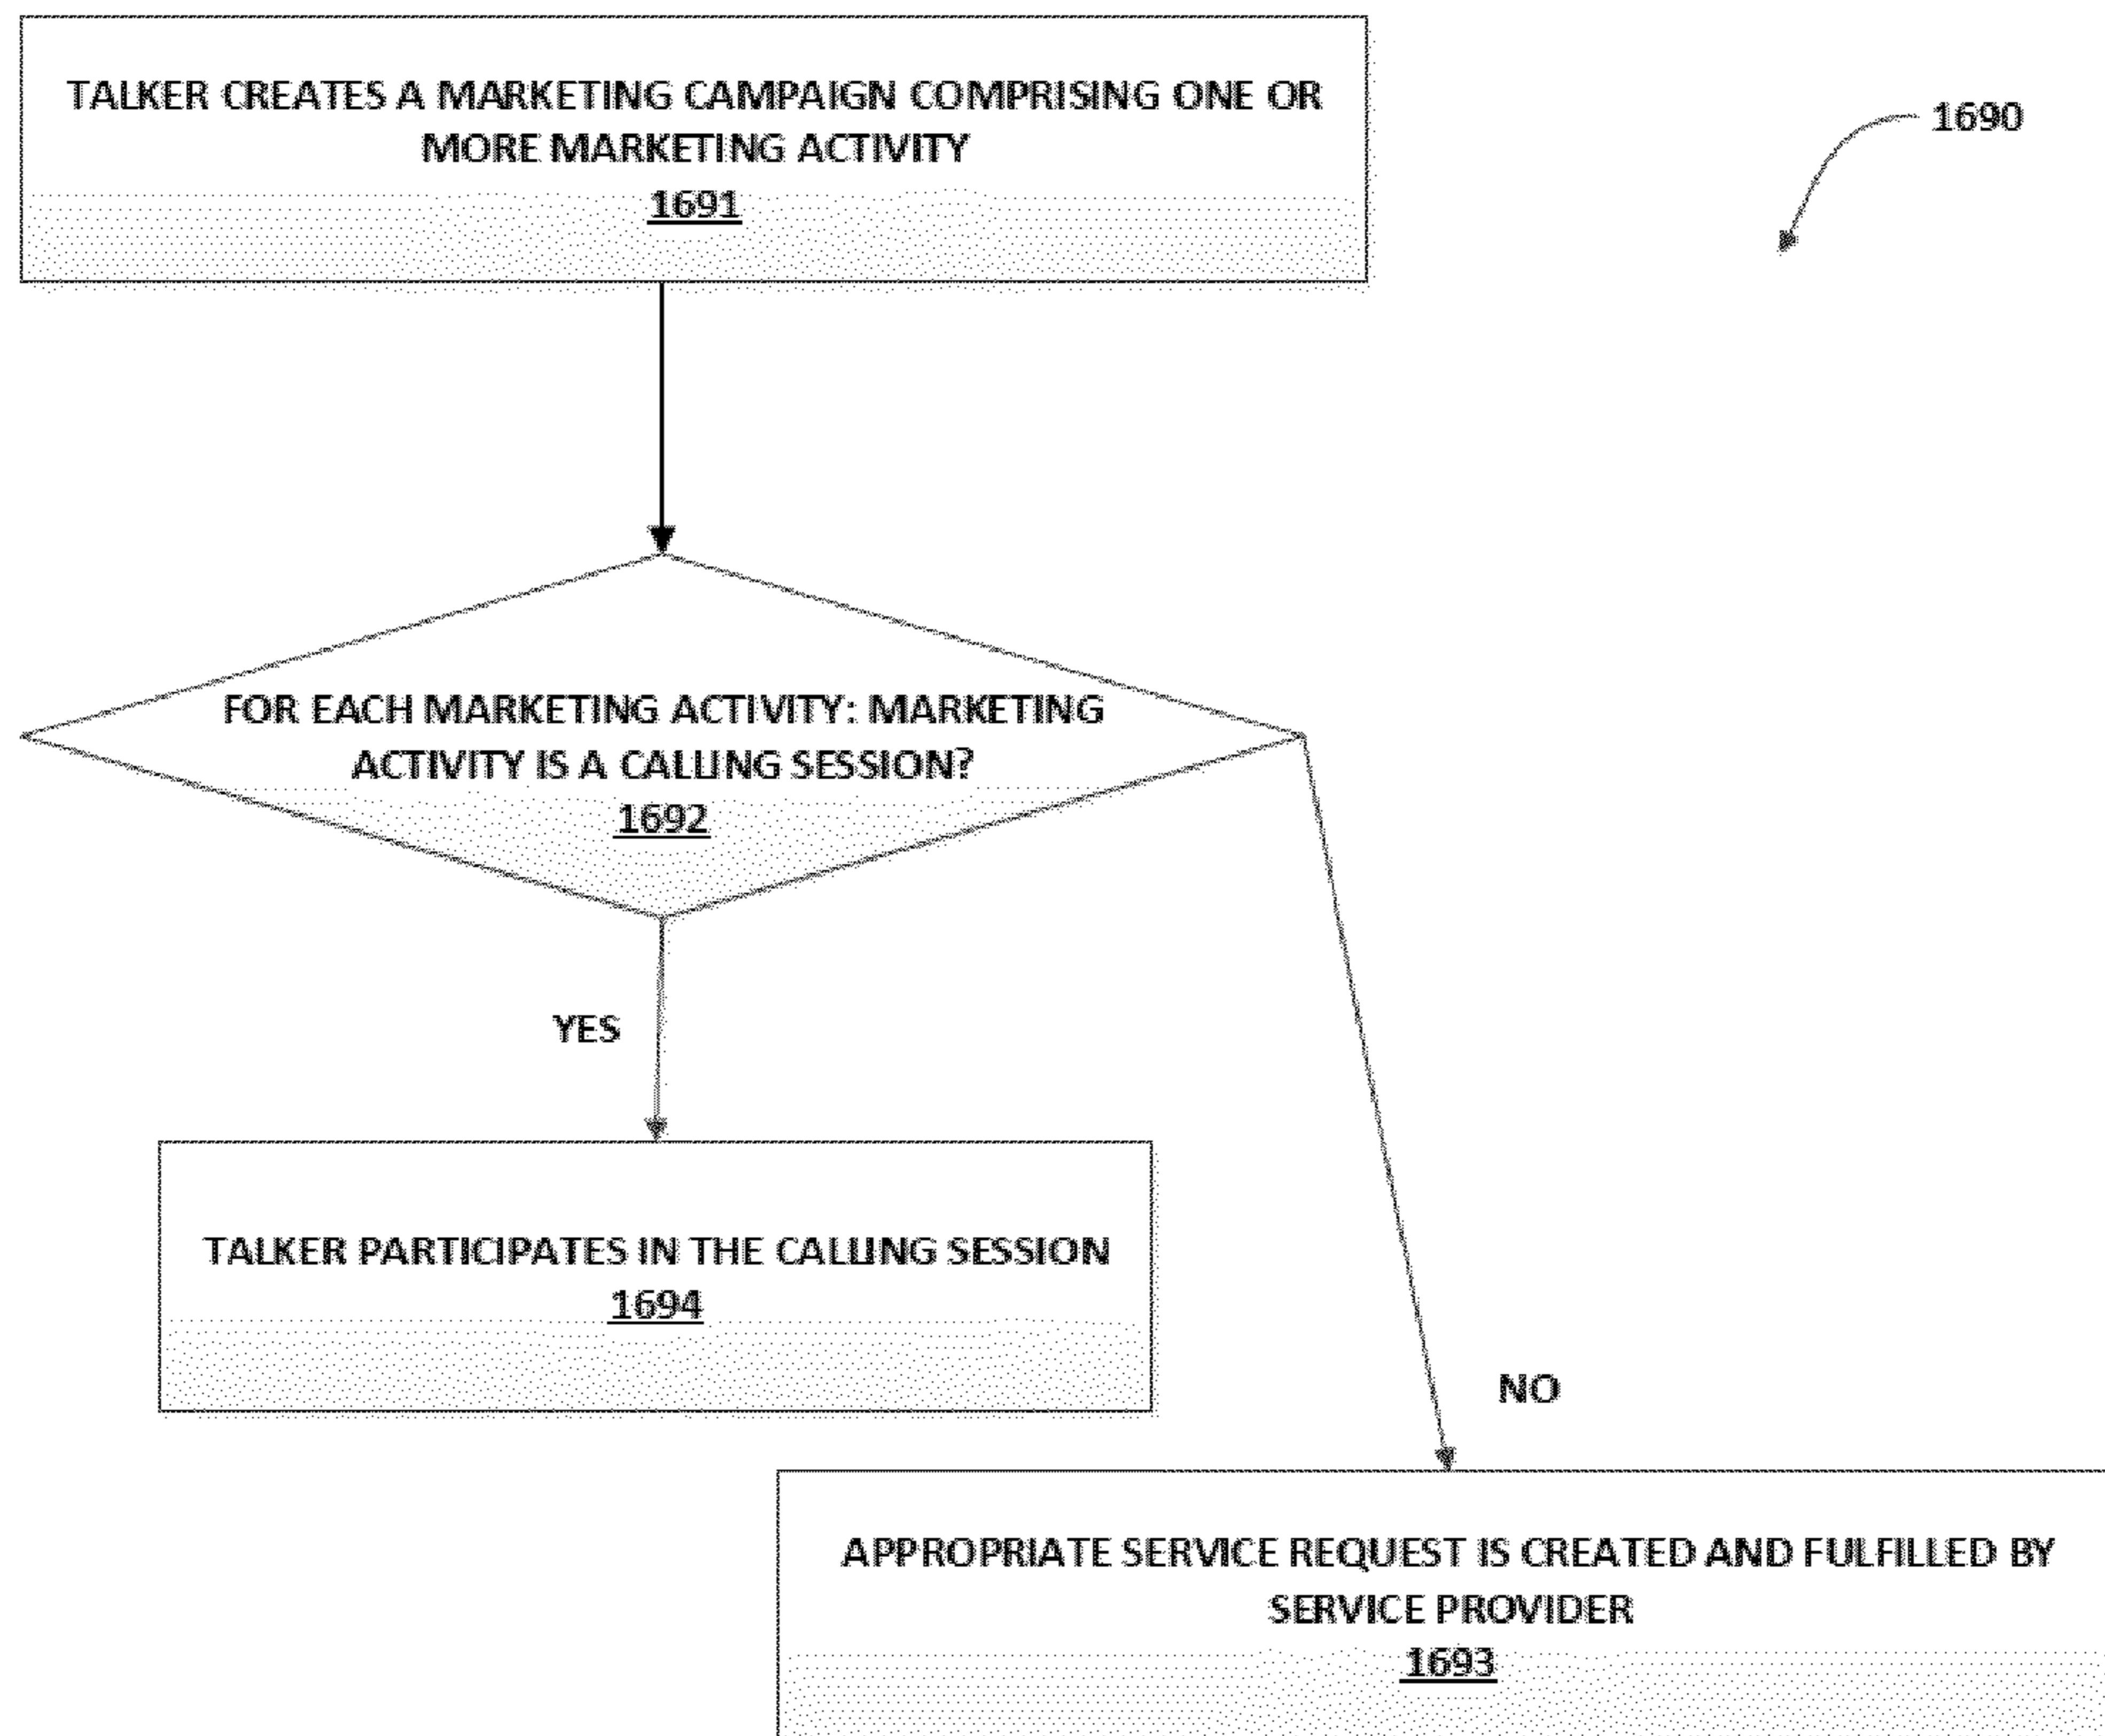 TALKER CREATES A MARKETING CAMPAIGN COMPRISING ONE OR
MORE MARKETING ACTIVITY
1691
1690
FOR EACH MARKETING ACTIVITY: MARKETING
ACTIVITY IS A CALLING SESSION?
1692
YES
TALKER PARTICIPATES IN THE CALLING SESSION
1694
NO
APPROPRIATE SERVICE REQUEST IS CREATED AND FULFILLED BY
SERVICE PROVIDER
1693